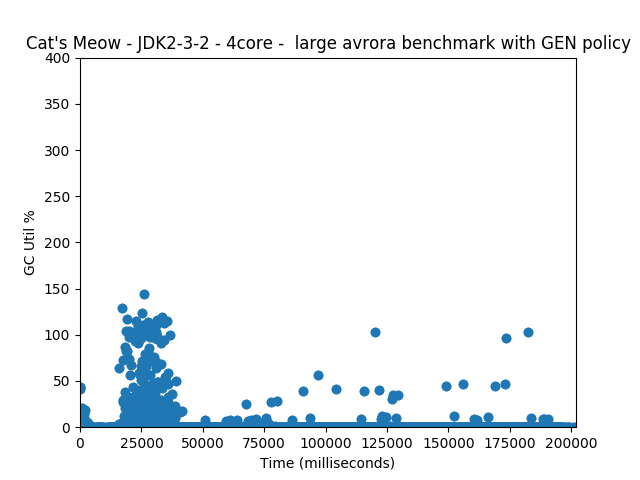 Cat's Meow - JDK2-3-2 - 4core -  large avrora benchmark with GEN policy
400
350
300
250
200
150
100
50
0
GC Util %
0 25000 50000 75000 100000 125000 150000 175000 200000
Time (milliseconds)